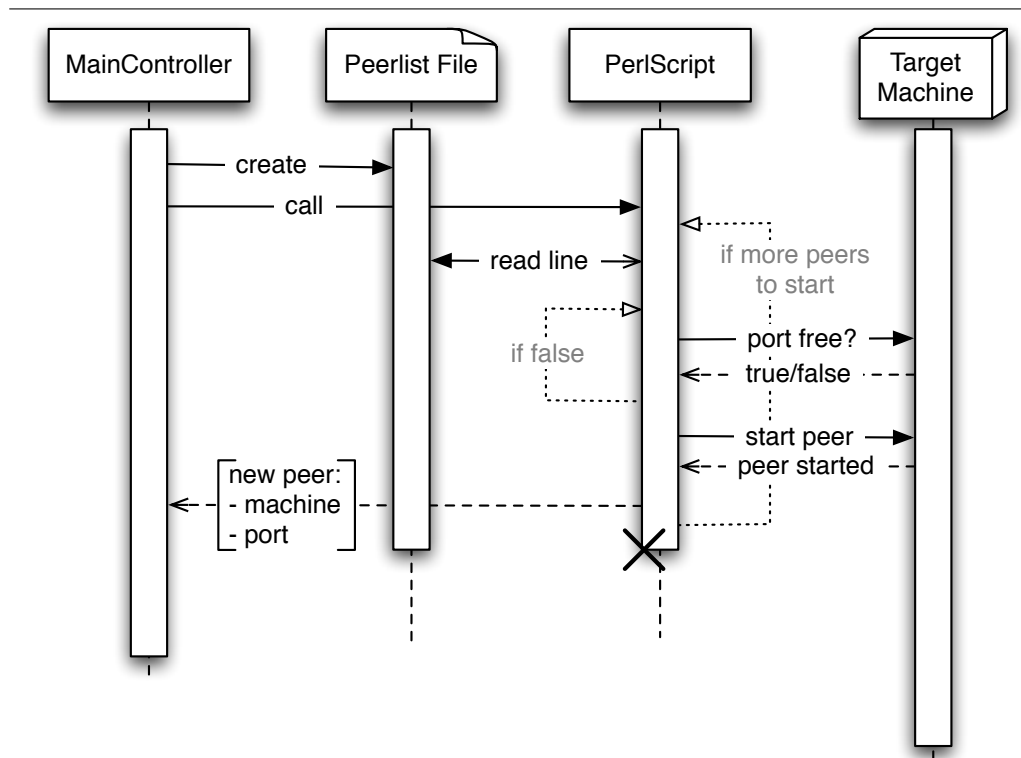 MainController
Peerlist File
PerlScript
Target
Machine
create
call
read line
if more peers
to start
if false
port free?
true/false
start peer
peer started
new peer:
- machine
- port